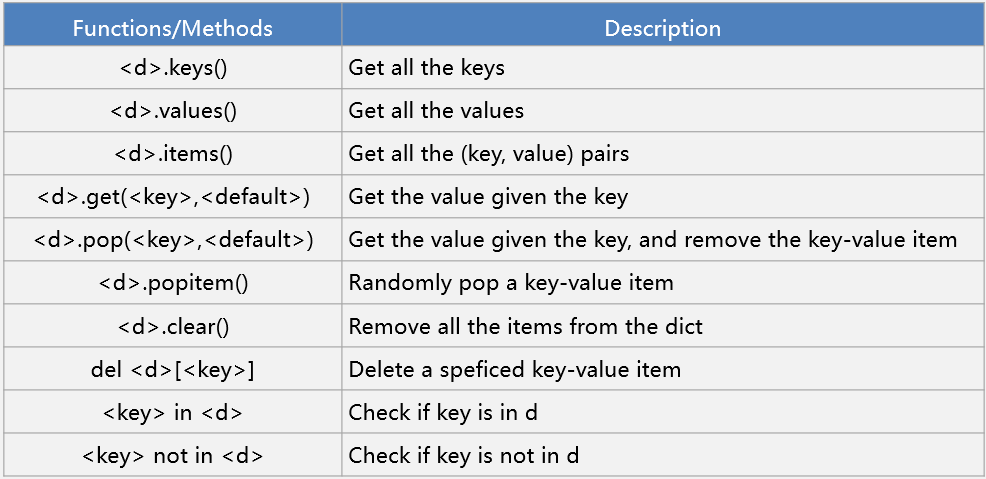 Functions/Methods Description
<d>.keys() Get all the keys
<d>.values() Get all the values
<d>.items() Get all the (key, value) pairs
<d>.get(<key>,<default>) Get the value given the key
<d>.pop(<key>,<default>) Get the value given the key, and remove the key-value item
<d>.popitem() Randomly pop a key-value item
<d>.clear() Remove all the items from the dict
del <d>[<key>] Delete a speficed key-value item
<key> in <d> Check if key is in d
<key> not in <d> Check if key is not in d